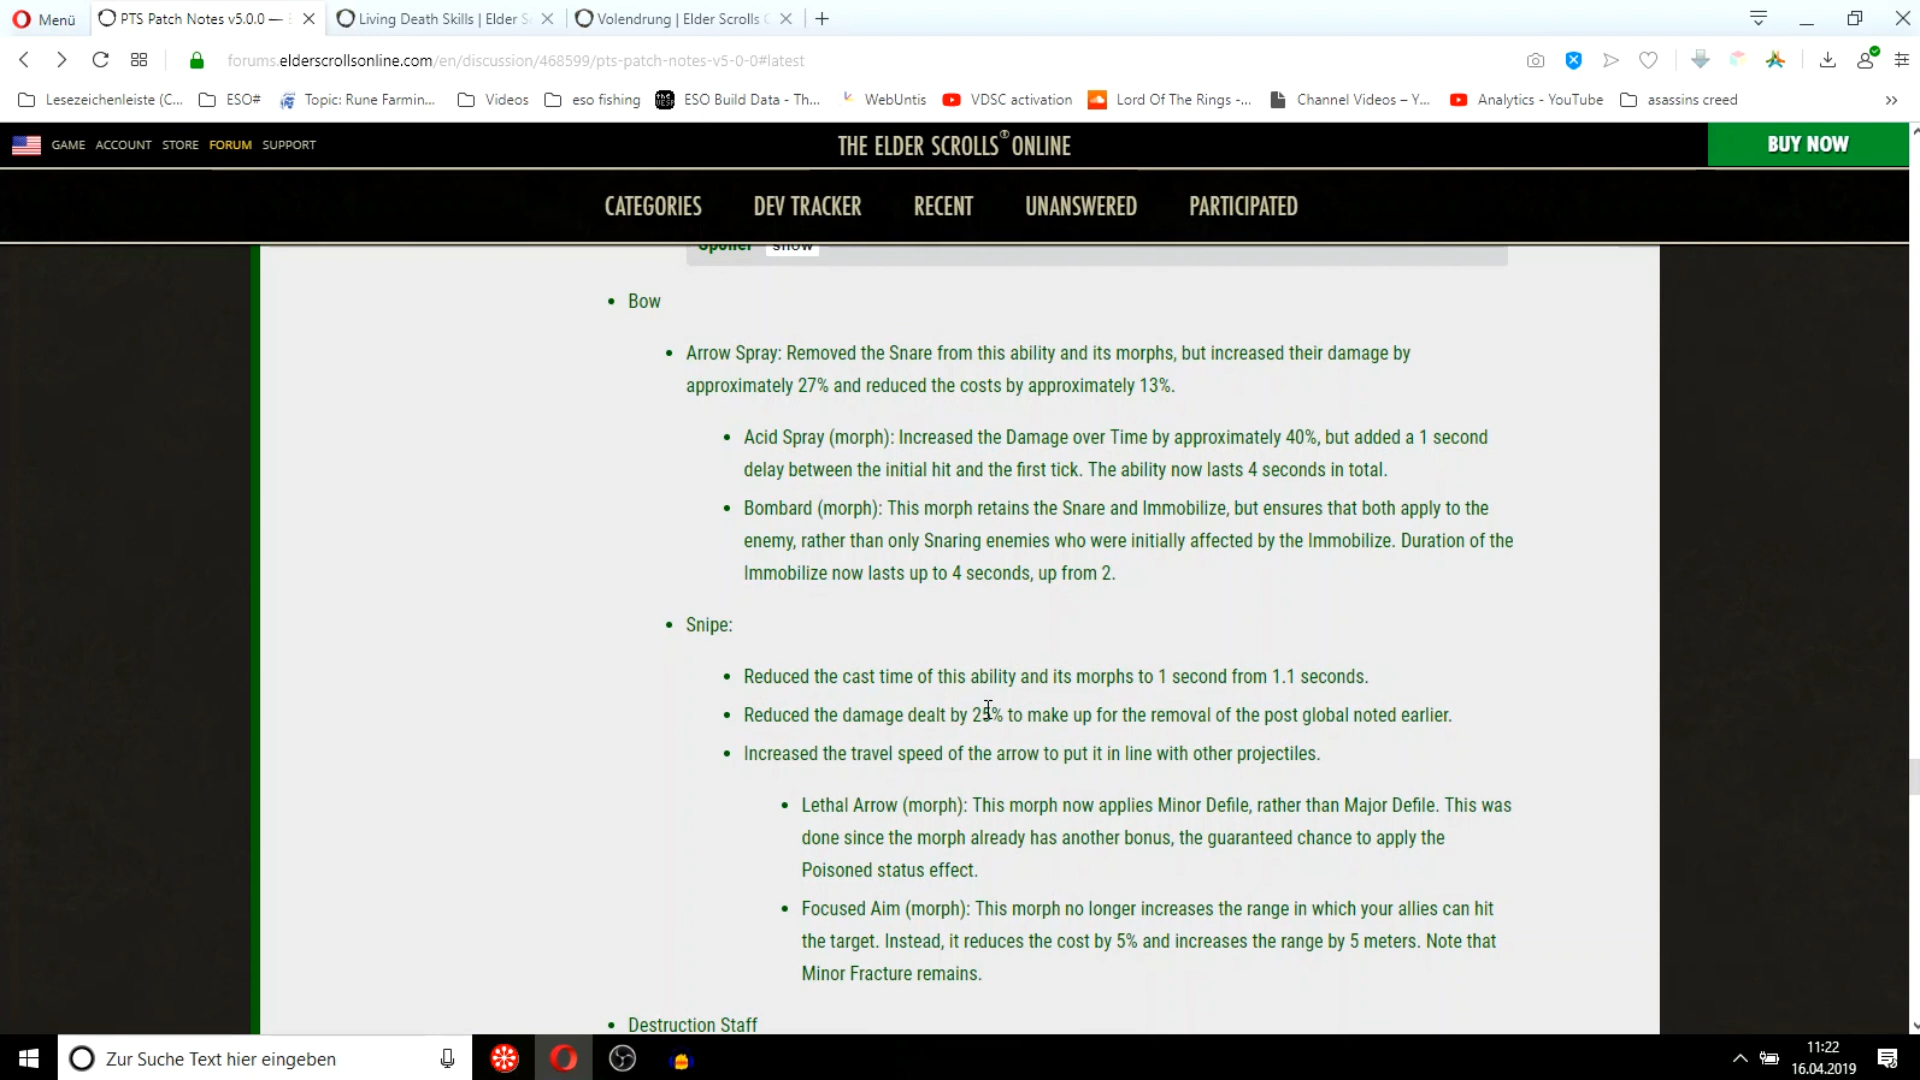 Menü
PTS Patch Notes v5.0.0 —
Living Death Skills | Elder S
Volendrung | Elder Scrolls
forums.elderscrollsonline.com/en/discussion/468599/pts-patch-notes-v5-0-0#latest
Lesezeichenleiste (C... ESO# Topic: Rune Farmin... Videos eso fishing ESO Build Data - Th... WebUntis VDSC activation Lord Of The Rings -... Channel Videos – Y... Analytics - YouTube asassins creed
GAME ACCOUNT STORE FORUM SUPPORT
THE ELDER SCROLLS® ONLINE
BUY NOW
CATEGORIES DEV TRACKER RECENT UNANSWERED PARTICIPATED
Spoiler show
• Bow
• Arrow Spray: Removed the Snare from this ability and its morphs, but increased their damage by
approximately 27% and reduced the costs by approximately 13%.
• Acid Spray (morph): Increased the Damage over Time by approximately 40%, but added a 1 second
delay between the initial hit and the first tick. The ability now lasts 4 seconds in total.
• Bombard (morph): This morph retains the Snare and Immobilize, but ensures that both apply to the
enemy, rather than only Snaring enemies who were initially affected by the Immobilize. Duration of the
Immobilize now lasts up to 4 seconds, up from 2.
• Snipe:
• Reduced the cast time of this ability and its morphs to 1 second from 1.1 seconds.
• Reduced the damage dealt by 25% to make up for the removal of the post global noted earlier.
• Increased the travel speed of the arrow to put it in line with other projectiles.
• Lethal Arrow (morph): This morph now applies Minor Defile, rather than Major Defile. This was
done since the morph already has another bonus, the guaranteed chance to apply the
Poisoned status effect.
• Focused Aim (morph): This morph no longer increases the range in which your allies can hit
the target. Instead, it reduces the cost by 5% and increases the range by 5 meters. Note that
Minor Fracture remains.
• Destruction Staff
Zur Suche Text hier eingeben
11:22
16.04.2019